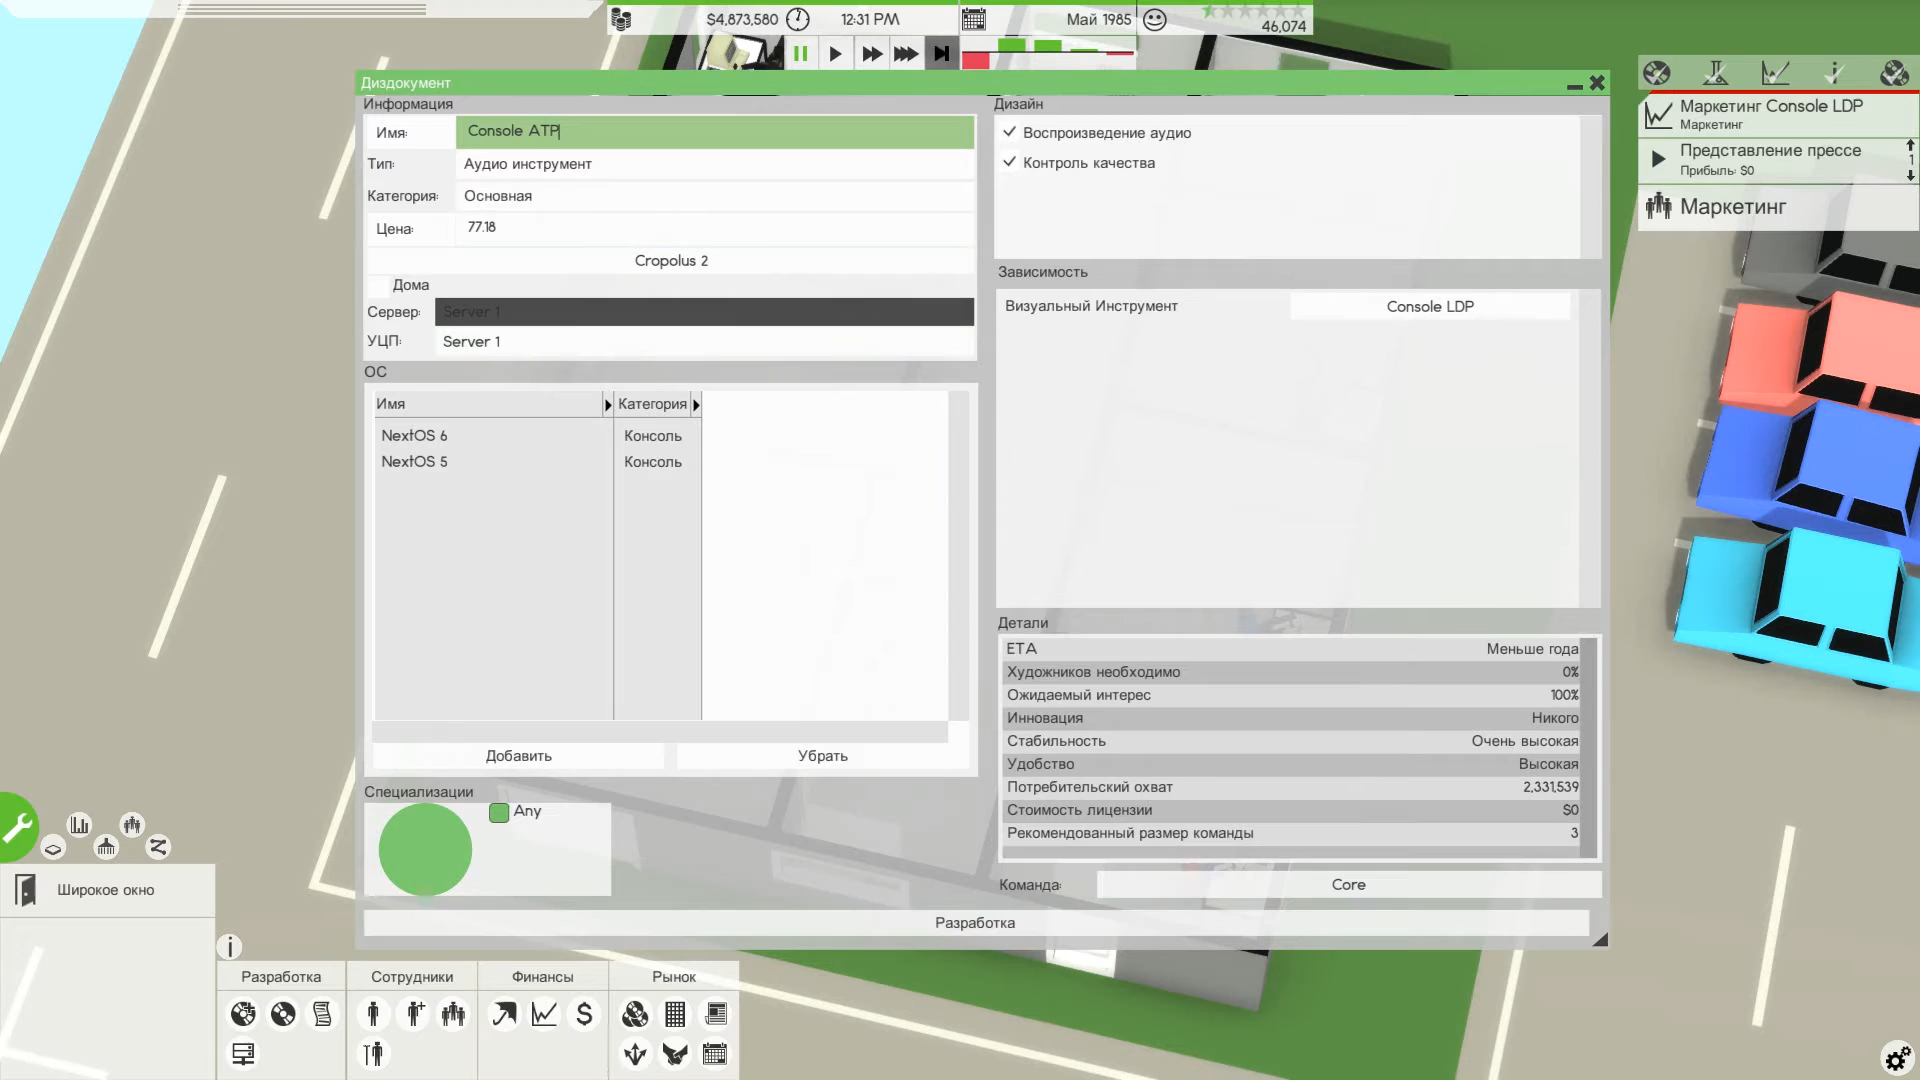 $4,873,580
12:31 PM
Май 1985
46,074
Диздокумент
Информация
Имя:
Console ATP
Тип:
Аудио инструмент
Категория:
Основная
Цена:
77.18
Cropolus 2
Дома
Сервер:
Server 1
УЦП:
Server 1
ОС
Имя
Категория
NextOS 6
Консоль
NextOS 5
Консоль
Добавить
Убрать
Специализации
Any
Дизайн
Воспроизведение аудио
Контроль качества
Зависимость
Визуальный Инструмент
Console LDP
Детали
ETA
Меньше года
Художников необходимо
0%
Ожидаемый интерес
100%
Инновация
Никого
Стабильность
Очень высокая
Удобство
Высокая
Потребительский охват
2,331,539
Стоимость лицензии
$0
Рекомендованный размер команды
3
Команда:
Core
Разработка
Маркетинг Console LDP
Маркетинг
Представление прессе
Прибыль: $0
1
Маркетинг
Широкое окно
Разработка
Сотрудники
Финансы
Рынок